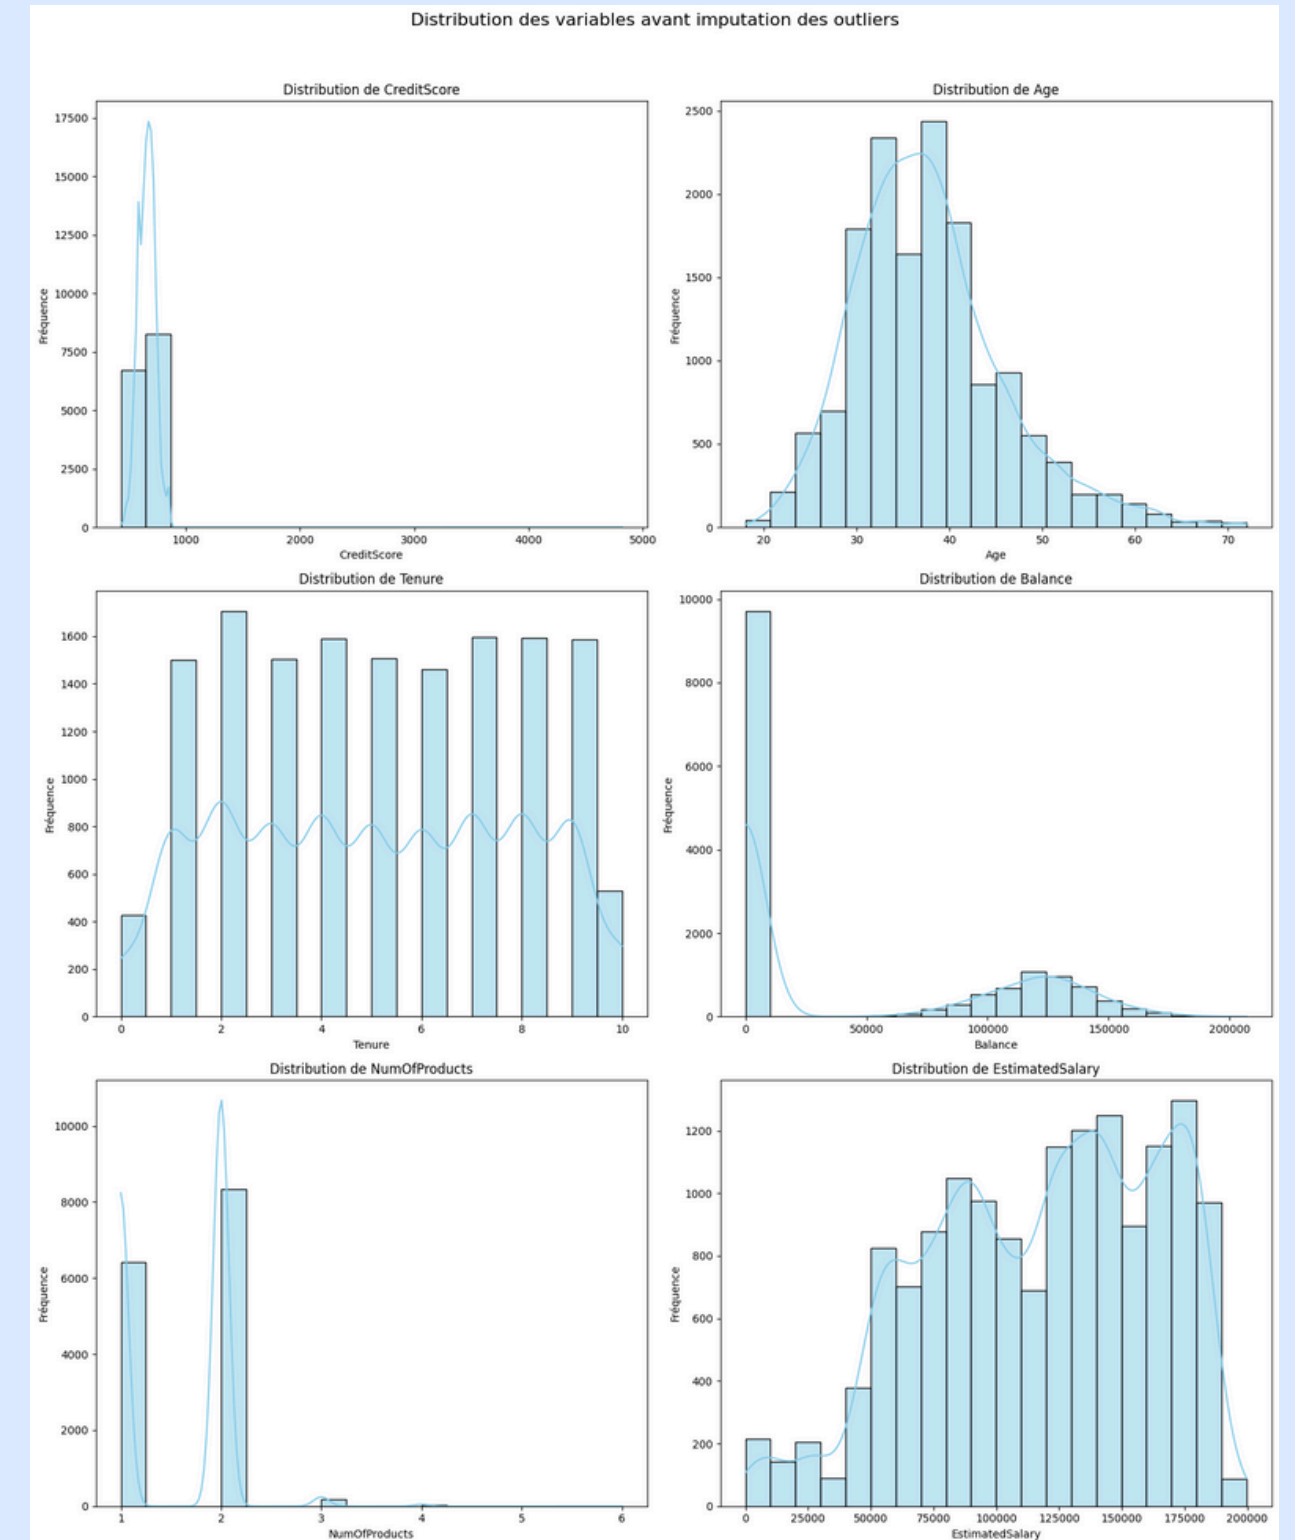 Distribution des variables avant imputation des outliers
Distribution de CreditScore
Fréquence
17500
15000
12500
10000
7500
5000
2500
0
1000 2000 3000 4000 5000
CreditScore
Distribution de Age
Fréquence
2500
2000
1500
1000
500
0
20 30 40 50 60 70
Age
Distribution de Tenure
Fréquence
1600
1400
1200
1000
800
600
400
200
0
0 2 4 6 8 10
Tenure
Distribution de Balance
Fréquence
10000
8000
6000
4000
2000
0
0 50000 100000 150000 200000
Balance
Distribution de NumOfProducts
Fréquence
10000
8000
6000
4000
2000
0
1 2 3 4 5 6
NumOfProducts
Distribution de EstimatedSalary
Fréquence
1200
1000
800
600
400
200
0
0 25000 50000 75000 100000 125000 150000 175000 200000
EstimatedSalary